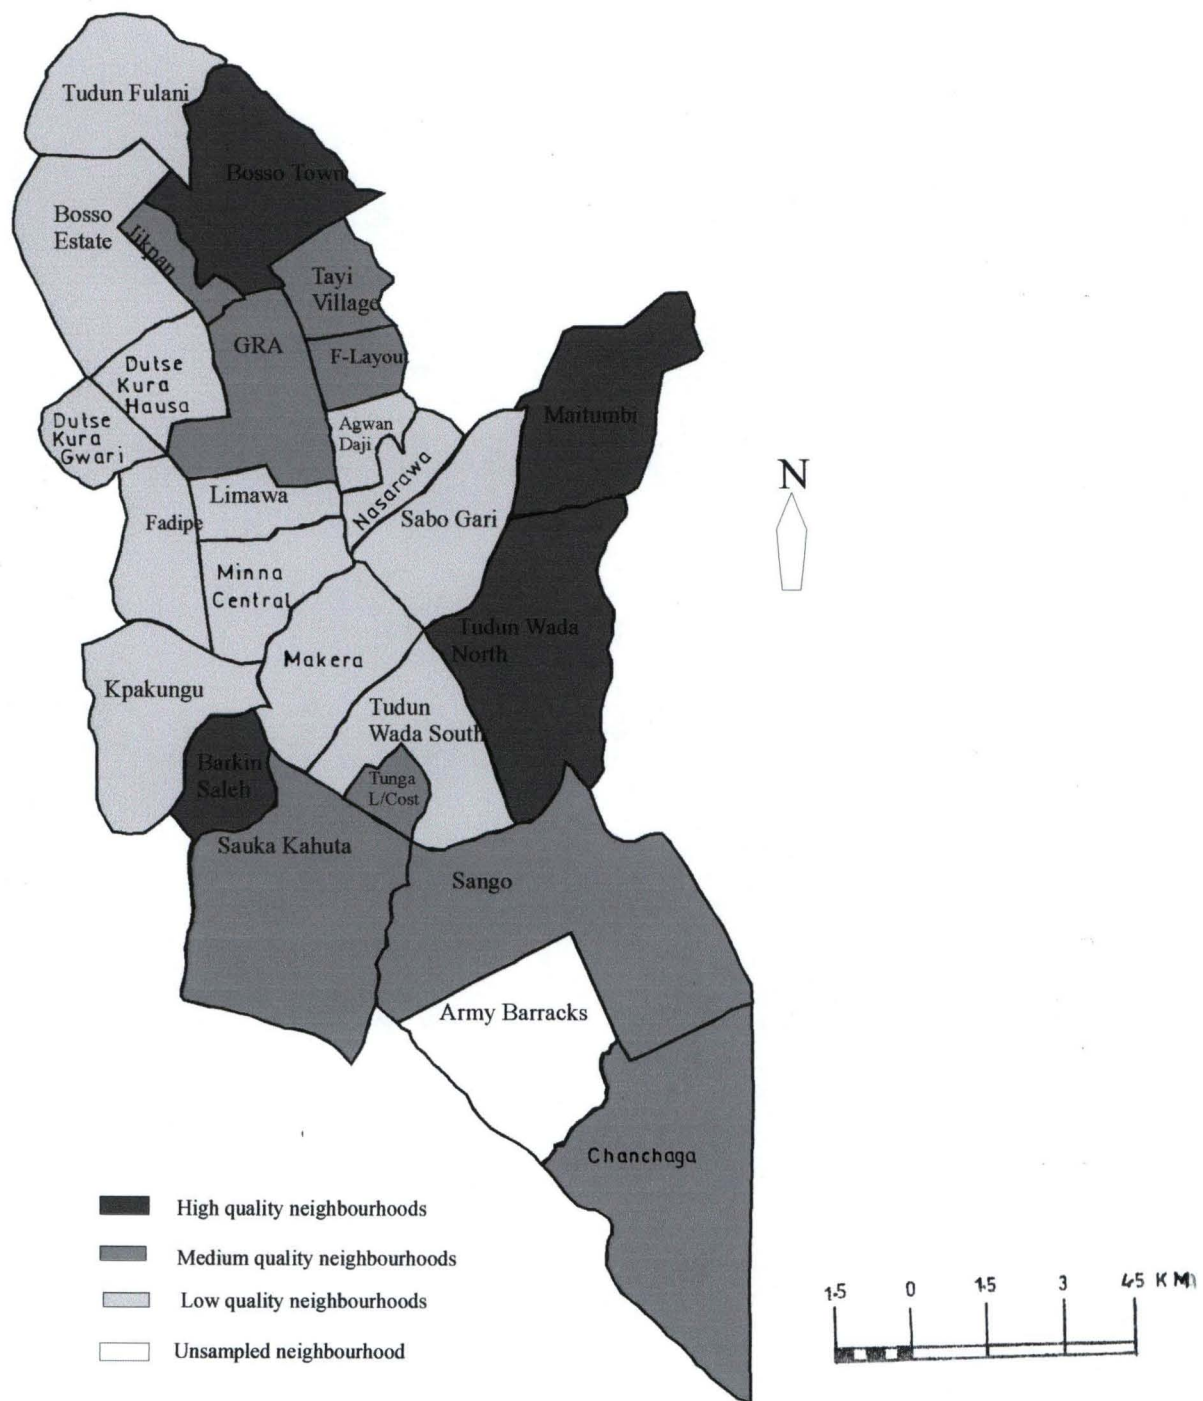 Tudun Fulani
Bosso Town
Bosso
Estate
Jikpan
Tayi
Village
GRA
F-Layout
Dutse
Kura
Hausa
Dutse
Kura
Gwari
Agwan
Daji
Maitumbi
N
Nasarawa
Limawa
Sabo Gari
Fadipe
Minna
Central
Tudun Wada
North
Makera
Kpakungu
Tudun
Wada South
Barkin
Saleh
Tunga
L/Cost
Sauka Kahuta
Sango
Army Barracks
Chanchaga
High quality neighbourhoods
Medium quality neighbourhoods
Low quality neighbourhoods
Unsampled neighbourhood
1.5 0 1.5 3 4.5 KM